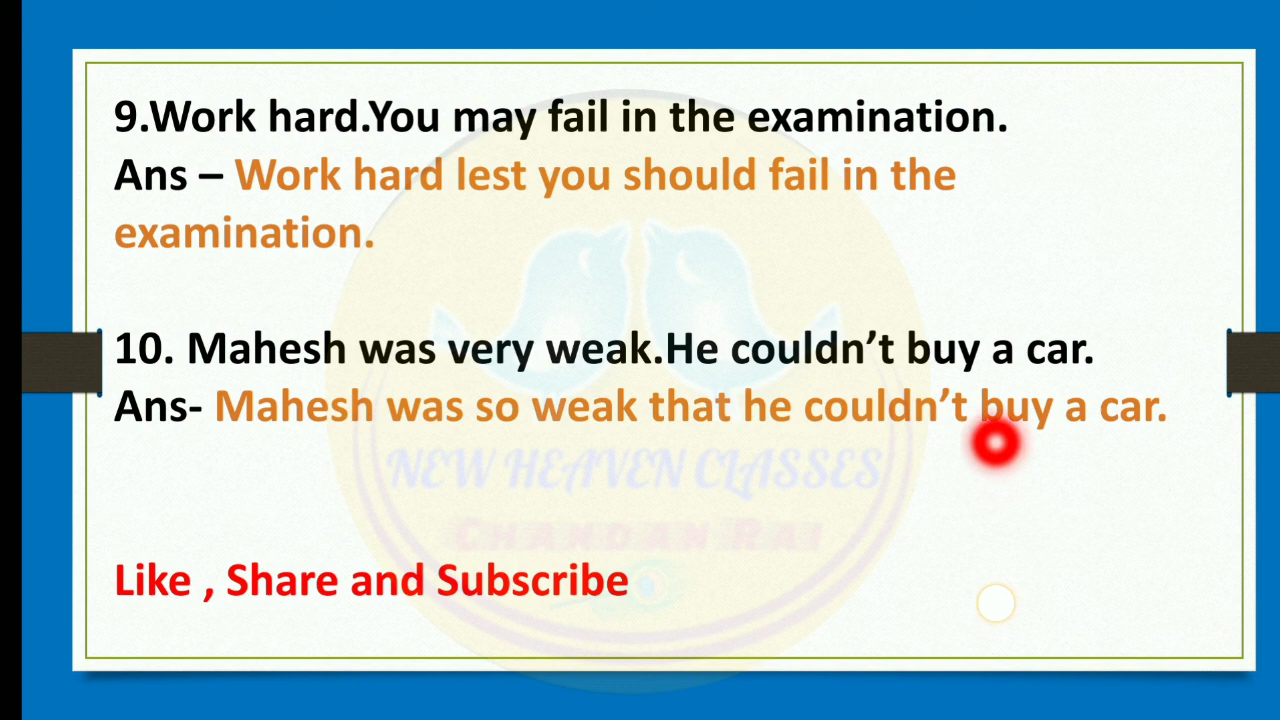 9.Work hard.You may fail in the examination.
Ans – Work hard lest you should fail in the
examination.
10. Mahesh was very weak.He couldn’t buy a car.
Ans- Mahesh was so weak that he couldn’t buy a car.
NEW HEAVEN CLASSES
CHANDAN RAI
Like , Share and Subscribe